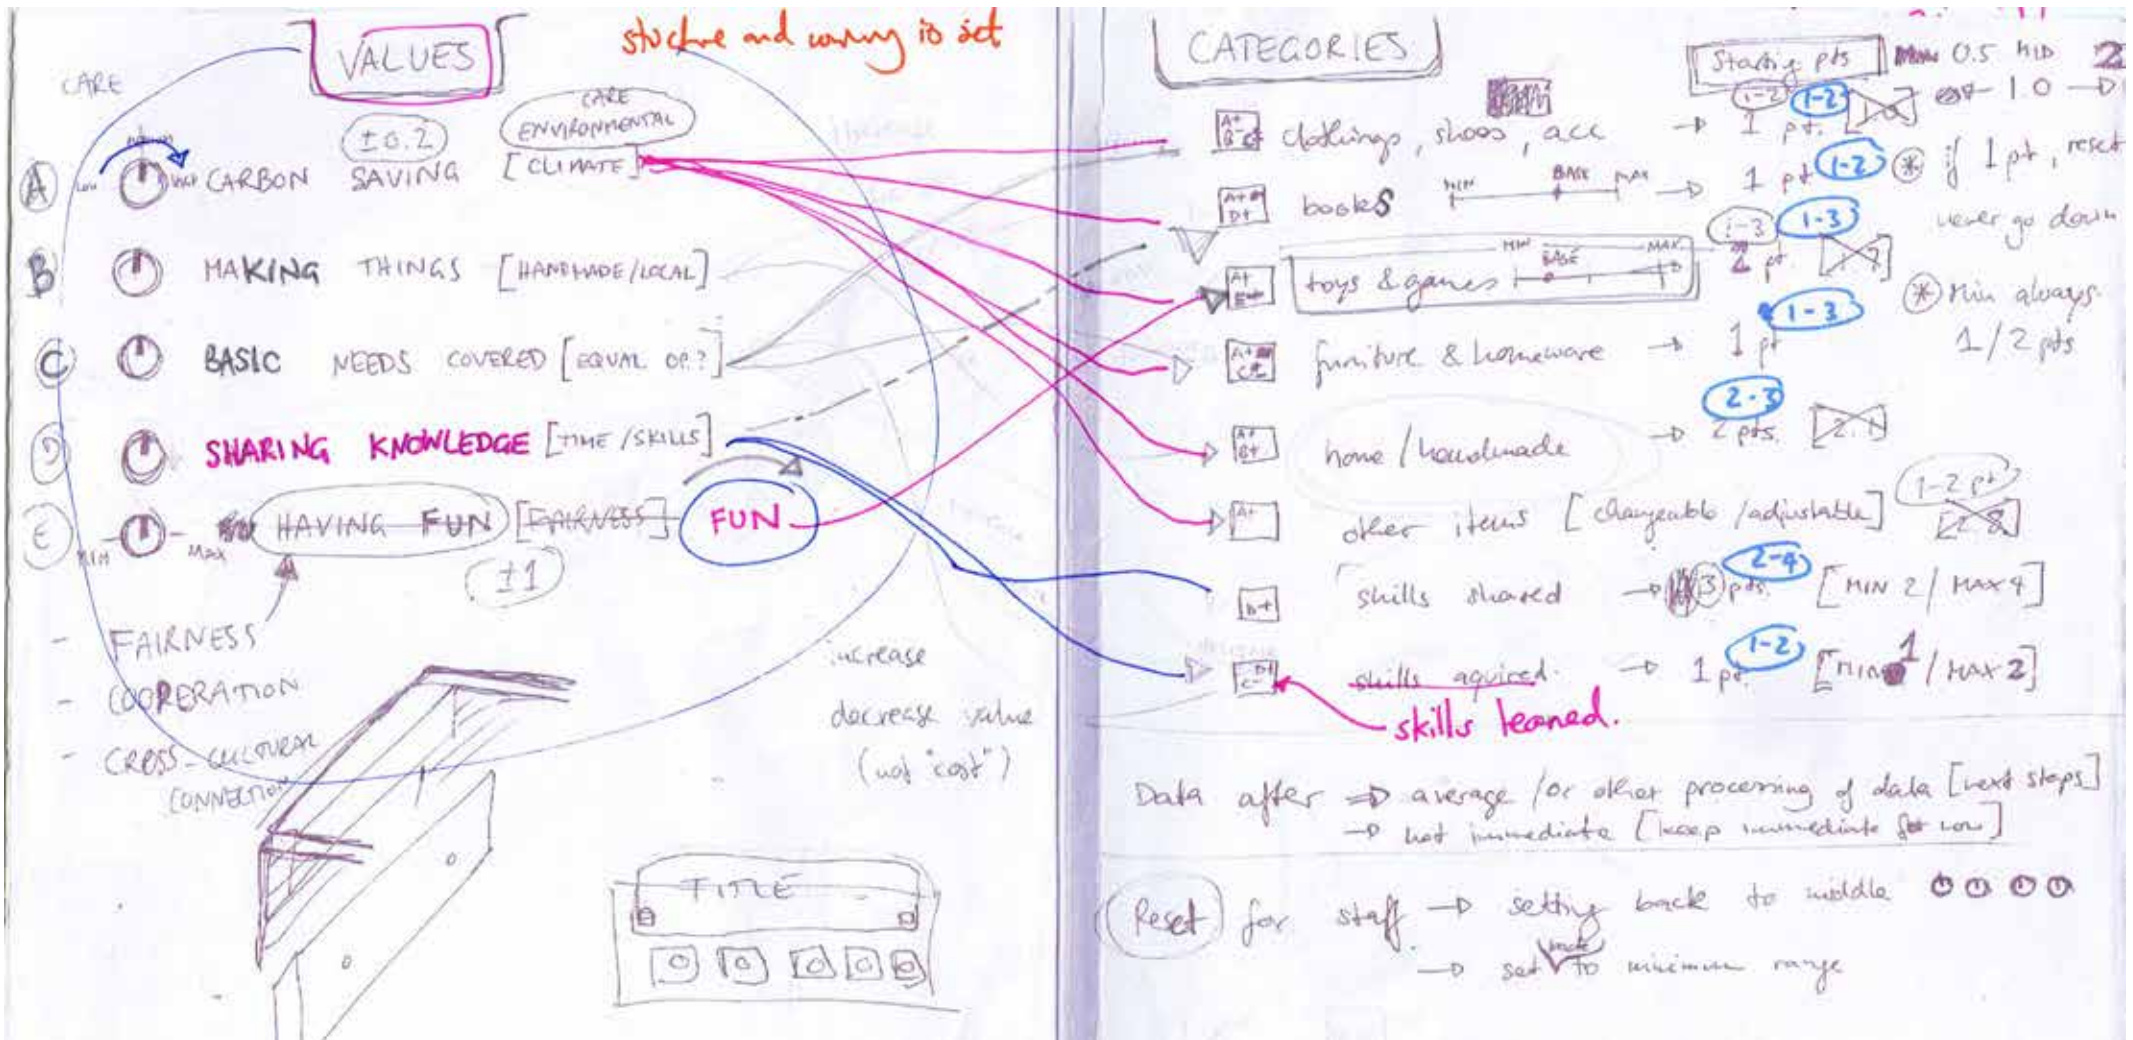 VALUES
CARE
±0.2
CARE
ENVIRONMENTAL
A
CARBON SAVING [CLIMATE]
B MAKING THINGS [HANDMADE/LOCAL]
C BASIC NEEDS COVERED [EQUAL OP.?]
D SHARING KNOWLEDGE [TIME/SKILLS]
E MIN MAX HAVING FUN [FAIRNESS] FUN
±1
- FAIRNESS
- COOPERATION
- CROSS-CULTURAL
CONNECTION
increase
decrease value
(not "cost")
TITLE
CATEGORIES
Starting pts 0.5 MID 2
1.0
clothings, shoes, acc → 1 pt. 1-2 1-2
books MIN BASE MAX → 1 pt 1-2
* if 1 pt, reset
never go down
toys & games MIN BASE MAX 2 pt. 1-3 1-3
* Min always
1/2 pts
furniture & homeware → 1 pt 1-3
home/handmade → 2 pts. 2-3
other items [changeable/adjustable] 1-2 pt
skills shared → 3 pts. 2-4 [MIN 2/MAX 4]
skills aquired. → 1 pt. 1-2 [MIN 1/MAX 2]
skills learned.
Data after ⇒ average/or other processing of data [next steps]
→ not immediate [keep immediate for now]
Reset for staff. → setting back to middle
→ set back to minimum range